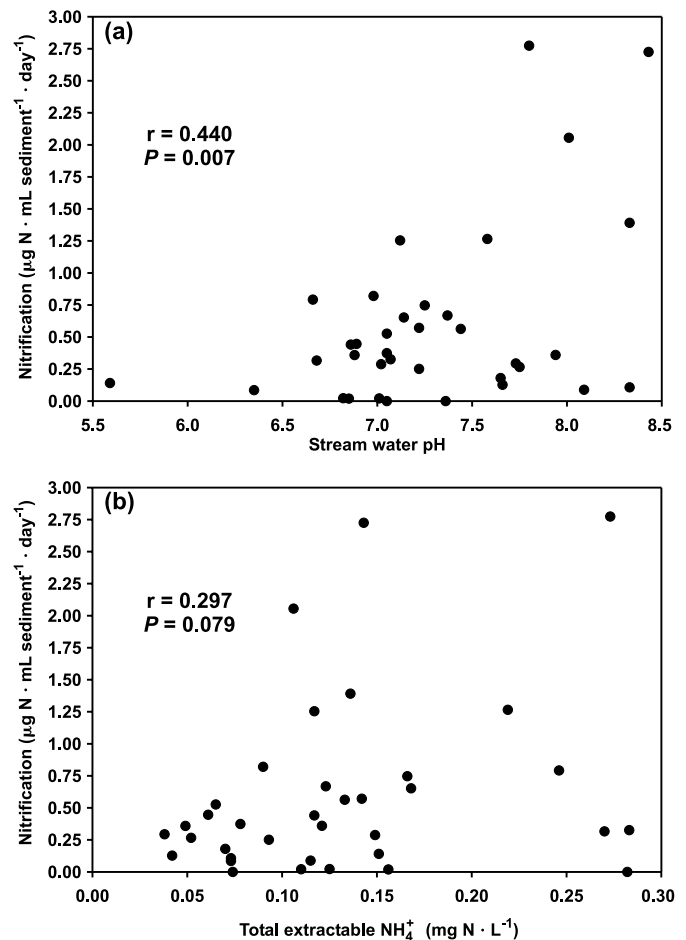 (a)
r = 0.440
P = 0.007
Nitrification (µg N · mL sediment⁻¹ · day⁻¹)
3.00
2.75
2.50
2.25
2.00
1.75
1.50
1.25
1.00
0.75
0.50
0.25
0.00
5.5 6.0 6.5 7.0 7.5 8.0 8.5
Stream water pH
(b)
r = 0.297
P = 0.079
Nitrification (µg N · mL sediment⁻¹ · day⁻¹)
3.00
2.75
2.50
2.25
2.00
1.75
1.50
1.25
1.00
0.75
0.50
0.25
0.00
0.00 0.05 0.10 0.15 0.20 0.25 0.30
Total extractable NH₄⁺ (mg N · L⁻¹)